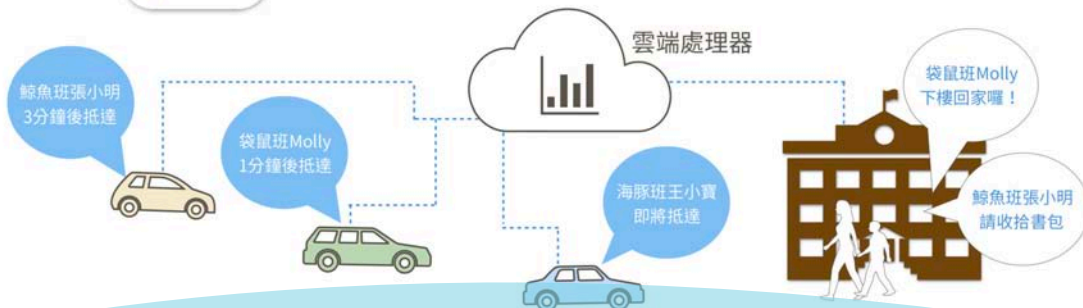 雲端處理器
鯨魚班張小明
3分鐘後抵達
袋鼠班Molly
1分鐘後抵達
海豚班王小寶
即將抵達
袋鼠班Molly
下樓回家囉！
鯨魚班張小明
請收拾書包